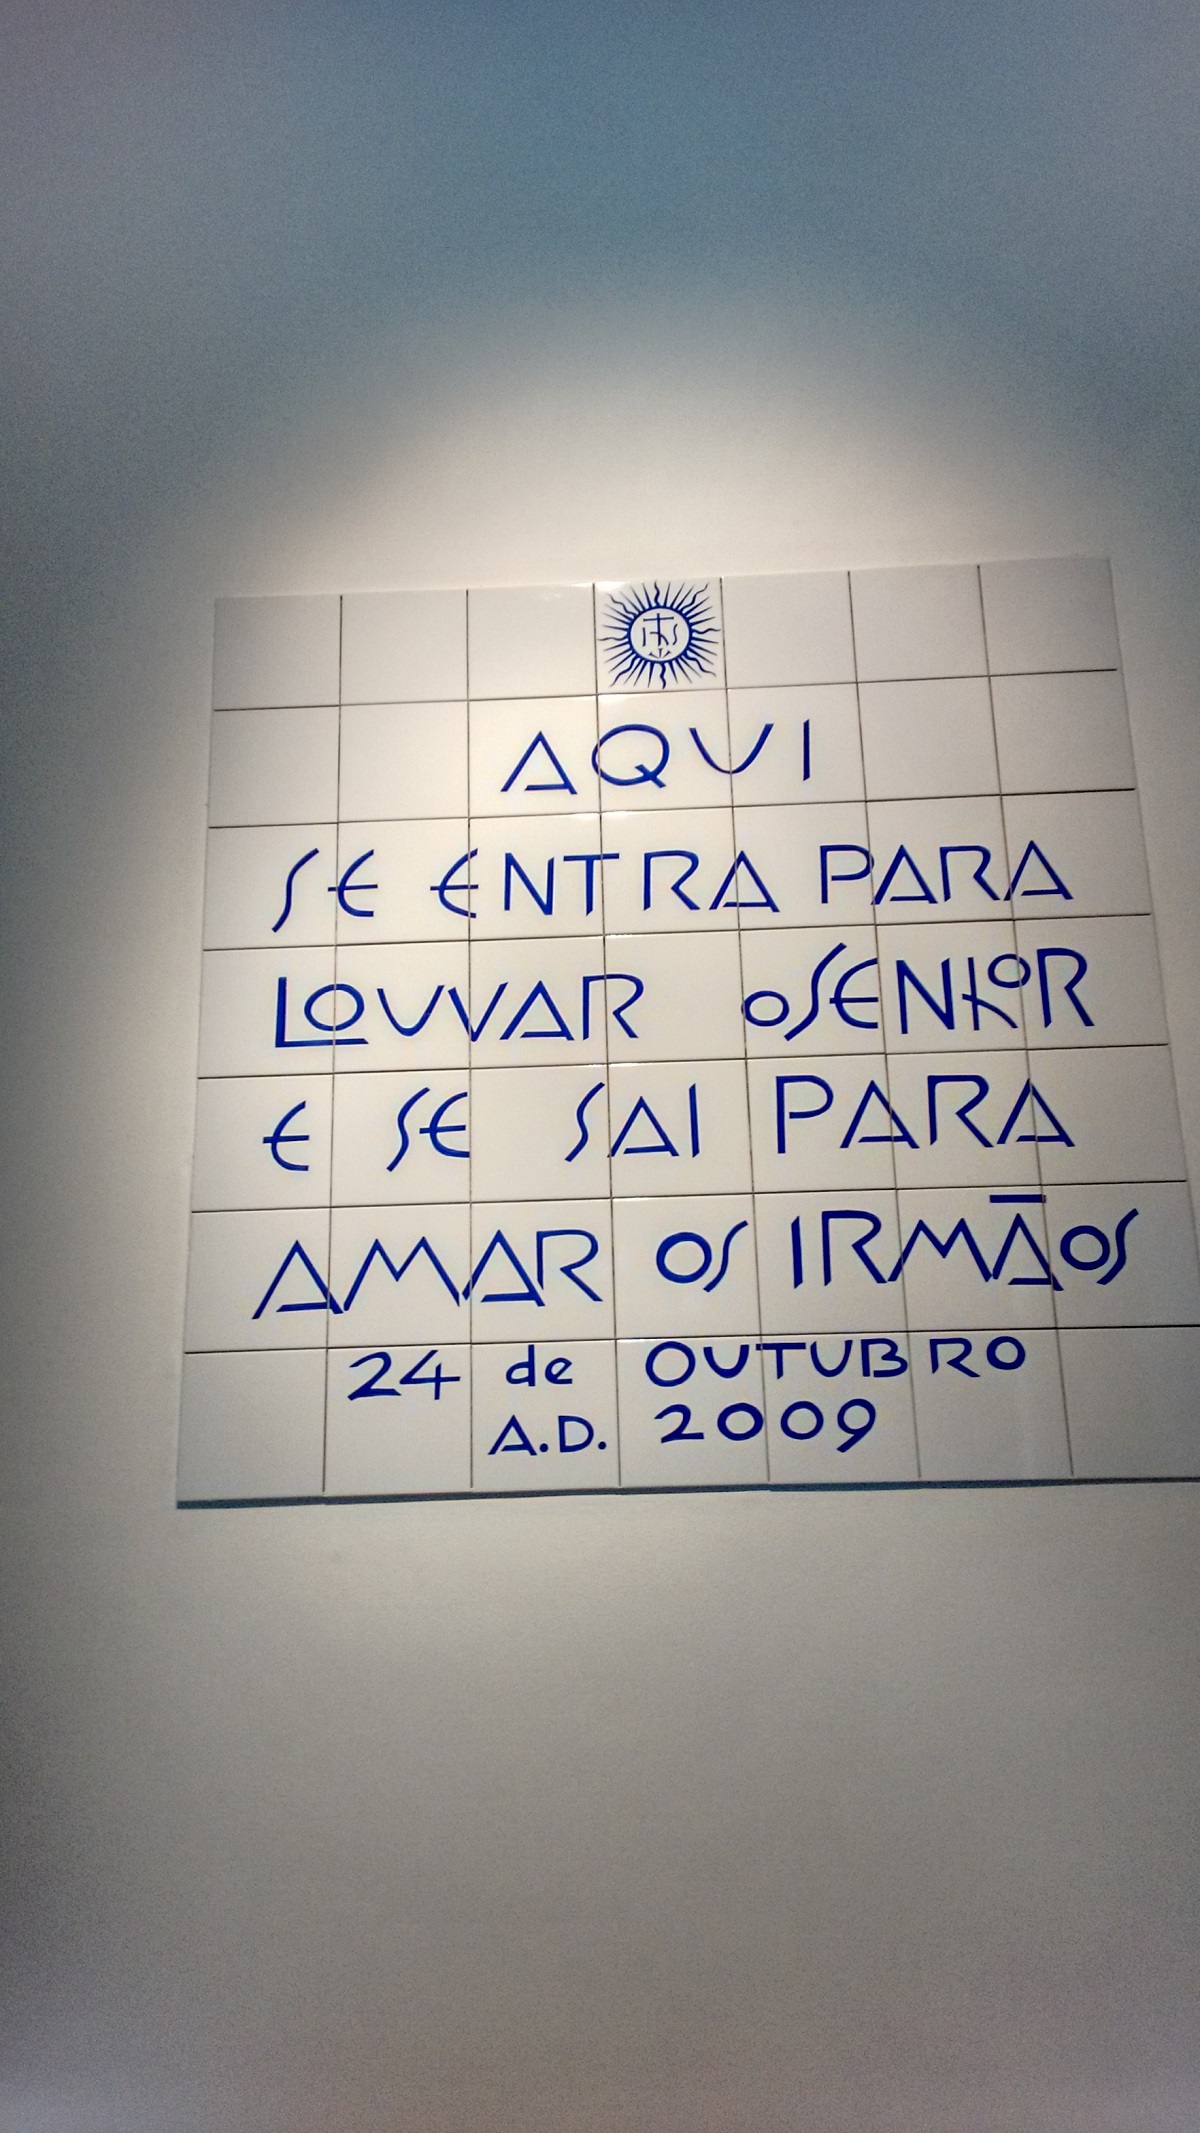 IHS
AQUI
SE ENTRA PARA
LOUVAR O SENHOR
E SE SAI PARA
AMAR OS IRMÃOS
24 de OUTUBRO
A.D. 2009